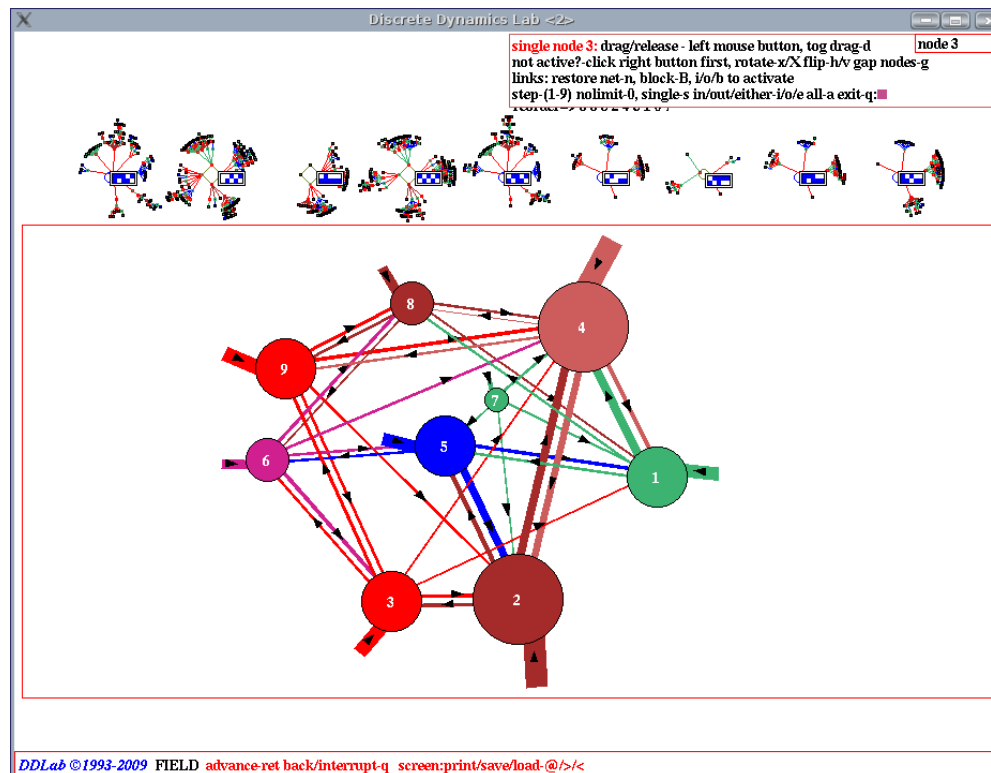 Discrete Dynamics Lab <2>
single node 3: drag/release - left mouse button, tog drag-d
node 3
not active?-click right button first, rotate-x/X flip-h/v gap nodes-g
links: restore net-n, block-B, i/o/b to activate
step-(1-9) nolimit-0, single-s in/out/either-i/o/e all-a exit-q:
8
4
9
7
5
6
1
3
2
DDLab ©1993-2009 FIELD advance-ret back/interrupt-q screen:print/save/load-@/>/<